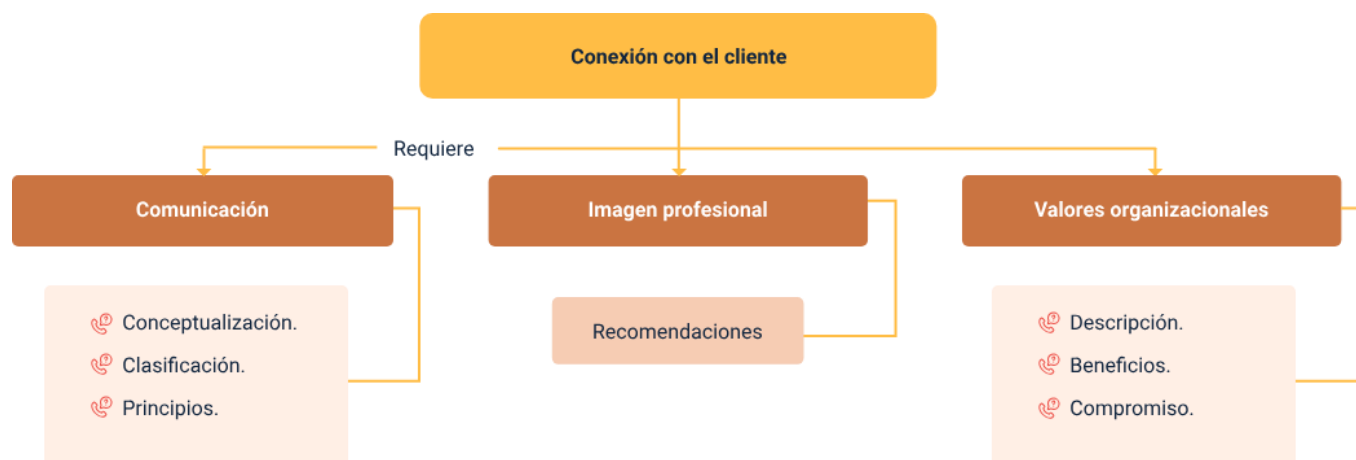 Conexión con el cliente
Requiere
Comunicación
Imagen profesional
Valores organizacionales
Conceptualización.
Clasificación.
Principios.
Recomendaciones
Descripción.
Beneficios.
Compromiso.